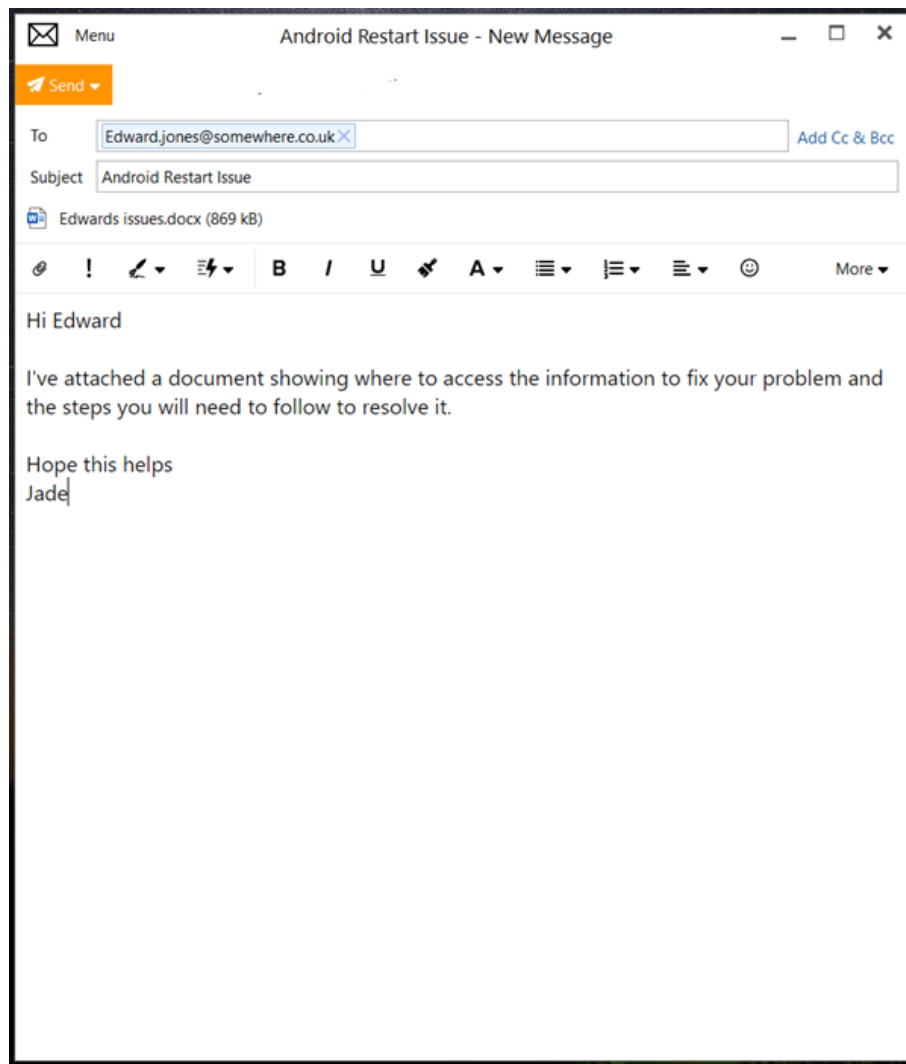 Menu
Android Restart Issue - New Message
Send
To
Edward.jones@somewhere.co.uk
Add Cc & Bcc
Subject
Android Restart Issue
Edwards issues.docx (869 kB)
B I U A More
Hi Edward
I've attached a document showing where to access the information to fix your problem and
the steps you will need to follow to resolve it.
Hope this helps
Jade